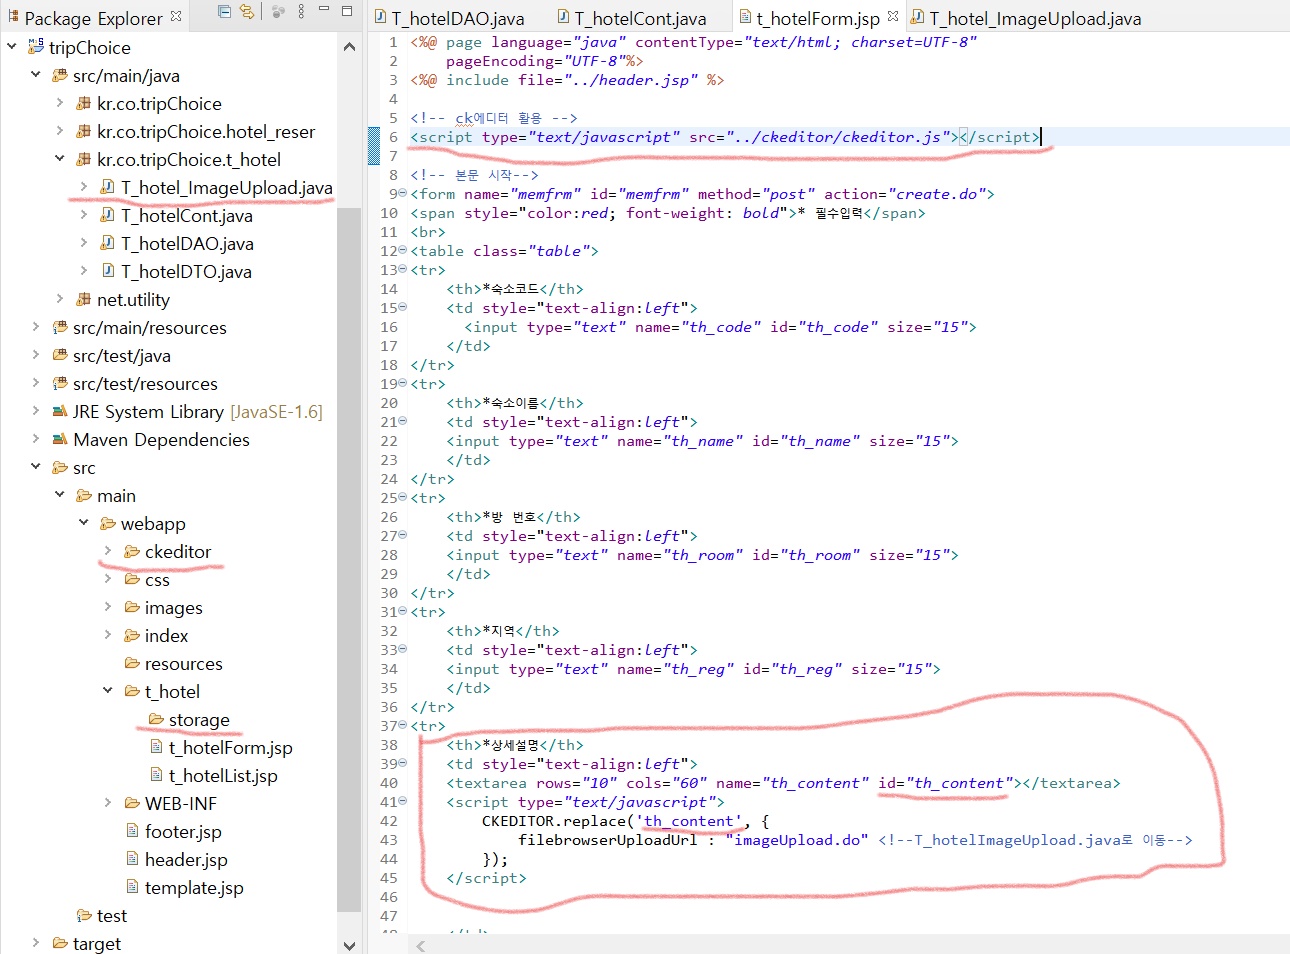 Package Explorer
tripChoice
src/main/java
kr.co.tripChoice
kr.co.tripChoice.hotel_reser
kr.co.tripChoice.t_hotel
T_hotel_ImageUpload.java
T_hotelCont.java
T_hotelDAO.java
T_hotelDTO.java
net.utility
src/main/resources
src/test/java
src/test/resources
JRE System Library [JavaSE-1.6]
Maven Dependencies
src
main
webapp
ckeditor
css
images
index
resources
t_hotel
storage
t_hotelForm.jsp
t_hotelList.jsp
WEB-INF
footer.jsp
header.jsp
template.jsp
test
target
T_hotelDAO.java T_hotelCont.java t_hotelForm.jsp T_hotel_ImageUpload.java
1 <%@ page language="java" contentType="text/html; charset=UTF-8"
2 pageEncoding="UTF-8"%>
3 <%@ include file="../header.jsp" %>
4
5 <!-- ck에디터 활용 -->
6 <script type="text/javascript" src="../ckeditor/ckeditor.js"></script>
7
8 <!-- 본문 시작-->
9 <form name="memfrm" id="memfrm" method="post" action="create.do">
10 <span style="color:red; font-weight: bold">* 필수입력</span>
11 <br>
12 <table class="table">
13 <tr>
14 <th>*숙소코드</th>
15 <td style="text-align:left">
16 <input type="text" name="th_code" id="th_code" size="15">
17 </td>
18 </tr>
19 <tr>
20 <th>*숙소이름</th>
21 <td style="text-align:left">
22 <input type="text" name="th_name" id="th_name" size="15">
23 </td>
24 </tr>
25 <tr>
26 <th>*방 번호</th>
27 <td style="text-align:left">
28 <input type="text" name="th_room" id="th_room" size="15">
29 </td>
30 </tr>
31 <tr>
32 <th>*지역</th>
33 <td style="text-align:left">
34 <input type="text" name="th_reg" id="th_reg" size="15">
35 </td>
36 </tr>
37 <tr>
38 <th>*상세설명</th>
39 <td style="text-align:left">
40 <textarea rows="10" cols="60" name="th_content" id="th_content"></textarea>
41 <script type="text/javascript">
42 CKEDITOR.replace('th_content', {
43 filebrowserUploadUrl : "imageUpload.do" <!--T_hotelImageUpload.java로 이동-->
44 });
45 </script>
46
47